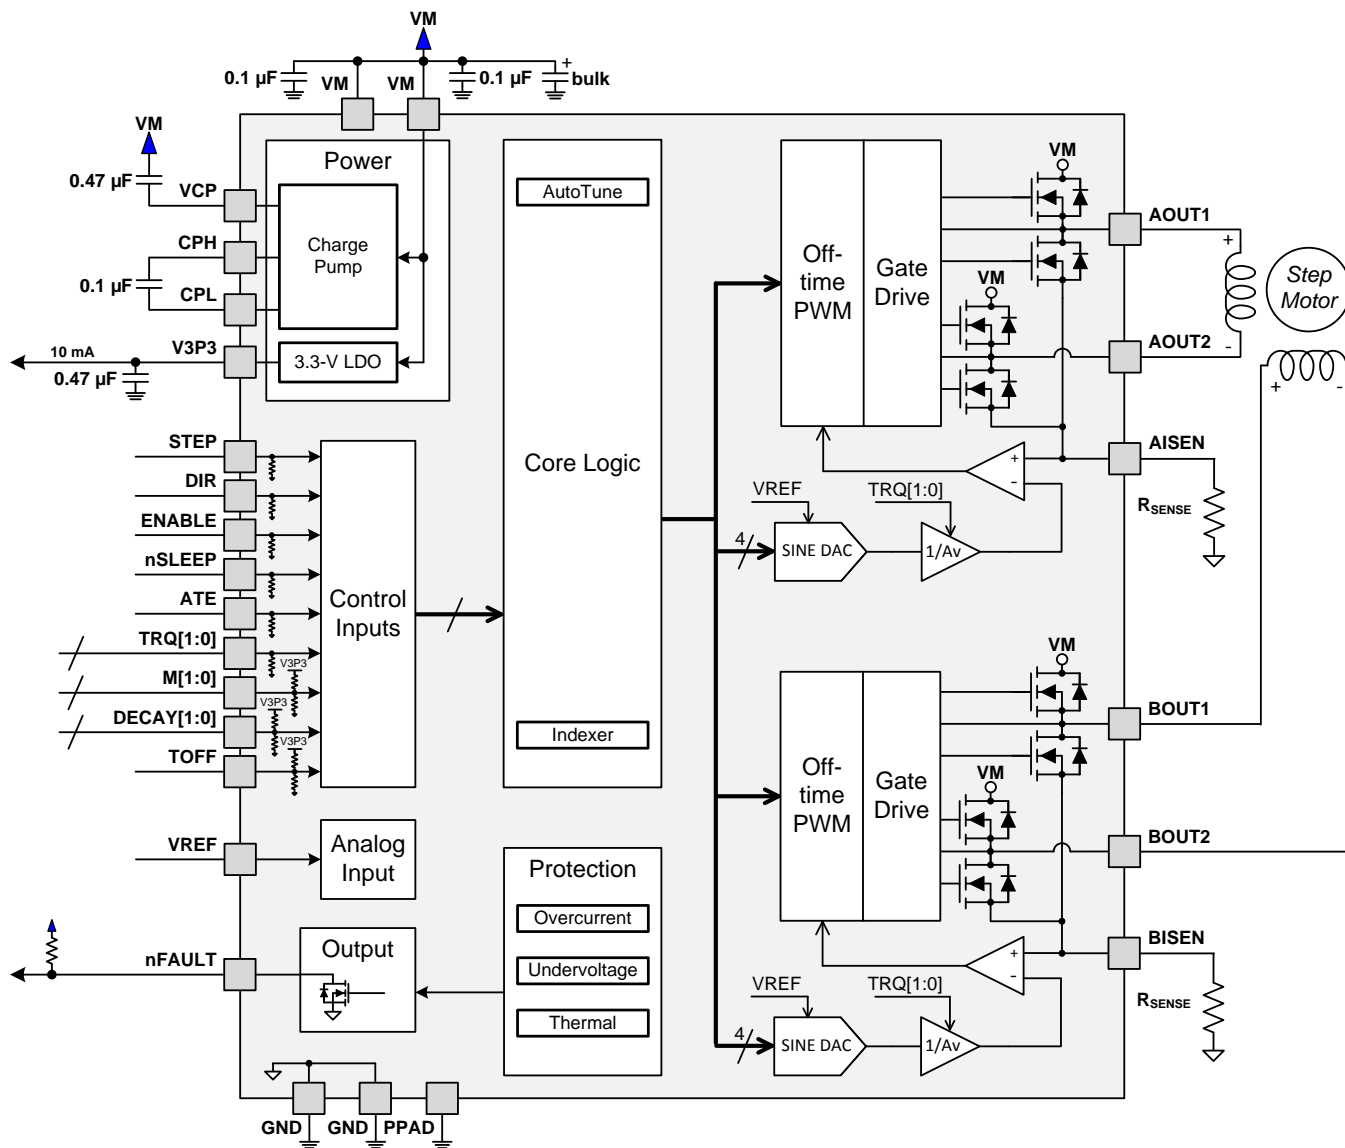 VM
0.1 µF
VM
VM
0.1 µF
+
bulk
VM
0.47 µF
VCP
CPH
0.1 µF
CPL
10 mA
V3P3
0.47 µF
Power
Charge
Pump
3.3-V LDO
STEP
DIR
ENABLE
nSLEEP
ATE
TRQ[1:0]
M[1:0]
DECAY[1:0]
TOFF
V3P3
V3P3
V3P3
Control
Inputs
VREF
Analog
Input
nFAULT
Output
GND
GND
PPAD
AutoTune
Core Logic
Indexer
Protection
Overcurrent
Undervoltage
Thermal
Off-
time
PWM
Gate
Drive
VM
VM
AOUT1
+
Step
Motor
AOUT2
-
+
-
AISEN
RSENSE
+
-
VREF
TRQ[1:0]
4
SINE DAC
1/Av
Off-
time
PWM
Gate
Drive
VM
VM
BOUT1
BOUT2
BISEN
RSENSE
+
-
VREF
TRQ[1:0]
4
SINE DAC
1/Av